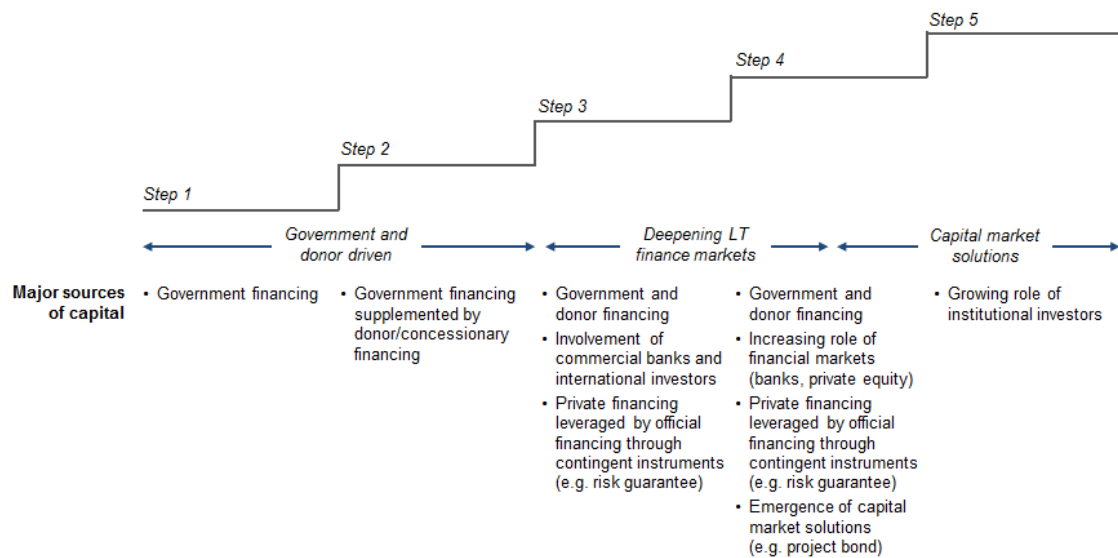 Step 5
Step 4
Step 3
Step 2
Step 1
Government and
donor driven
Deepening LT
finance markets
Capital market
solutions
Major sources
of capital
• Government financing
• Government financing
supplemented by
donor/concessionary
financing
• Government and
donor financing
• Involvement of
commercial banks and
international investors
• Private financing
leveraged by official
financing through
contingent instruments
(e.g. risk guarantee)
• Government and
donor financing
• Increasing role of
financial markets
(banks, private equity)
• Private financing
leveraged by official
financing through
contingent instruments
(e.g. risk guarantee)
• Emergence of capital
market solutions
(e.g. project bond)
• Growing role of
institutional investors